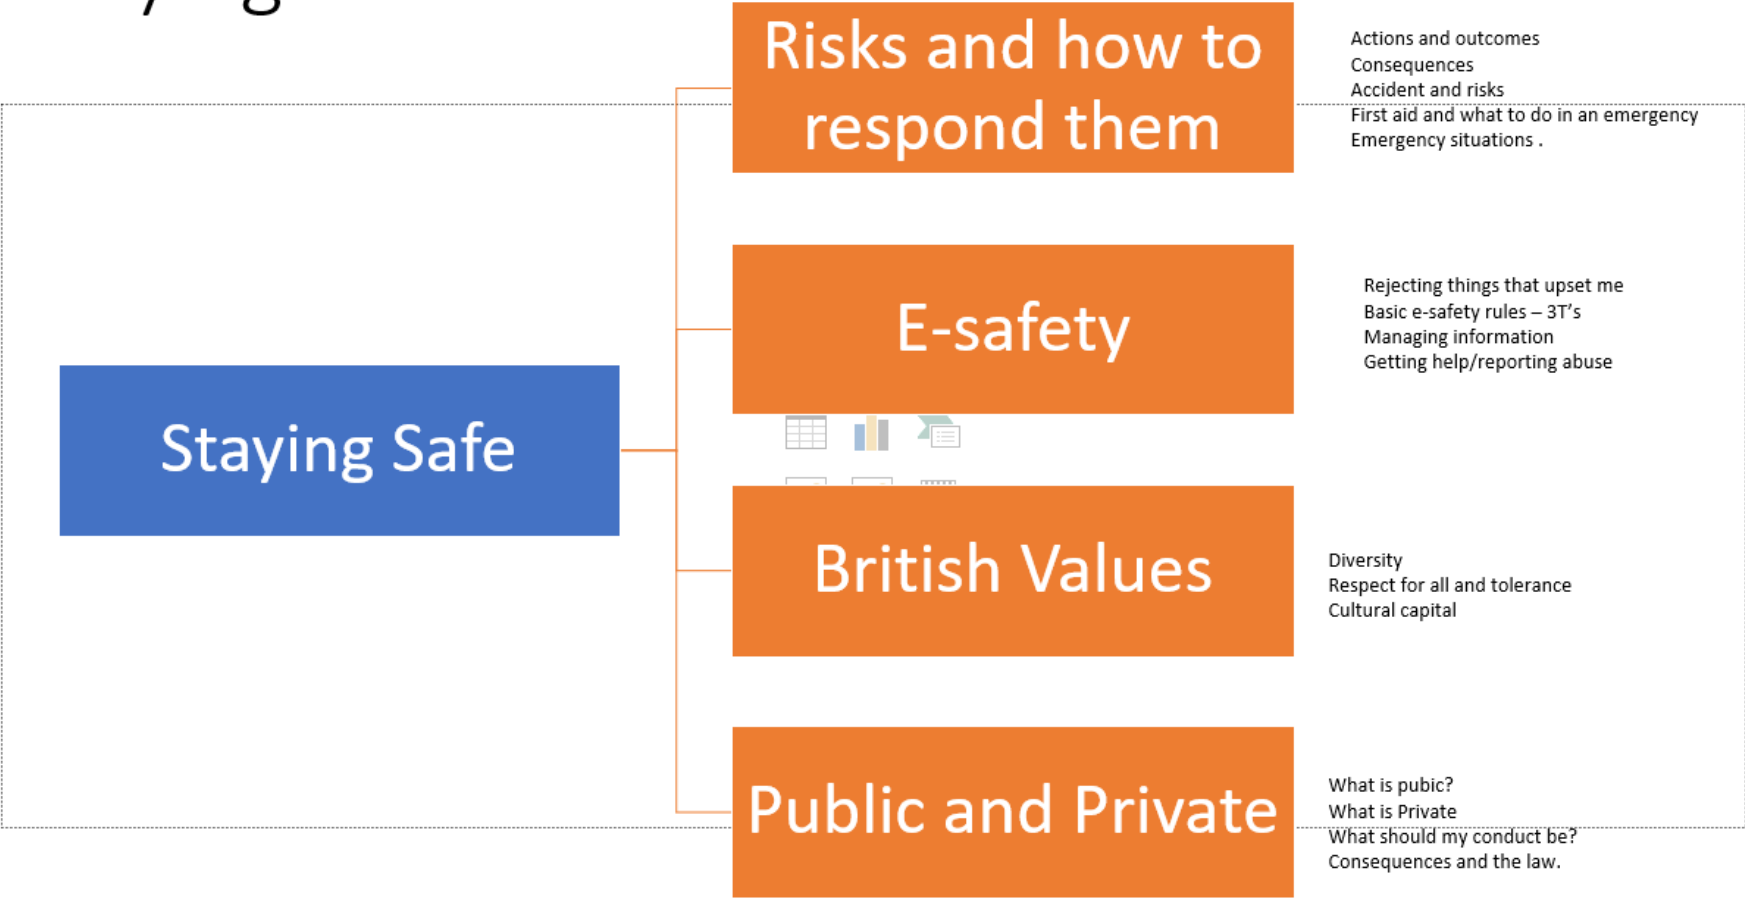 Risks and how to
respond them
Actions and outcomes
Consequences
Accident and risks
First aid and what to do in an emergency
Emergency situations .
E-safety
Rejecting things that upset me
Basic e-safety rules – 3T’s
Managing information
Getting help/reporting abuse
Staying Safe
British Values
Diversity
Respect for all and tolerance
Cultural capital
Public and Private
What is pubic?
What is Private
What should my conduct be?
Consequences and the law.